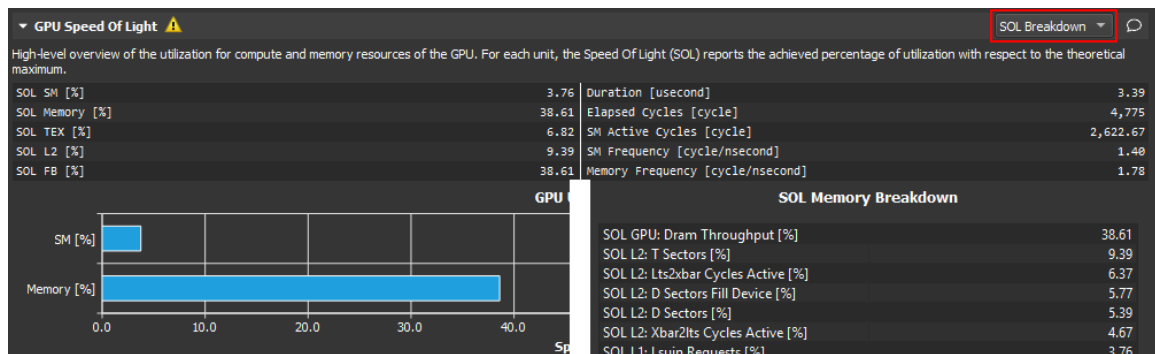 GPU Speed Of Light
SOL Breakdown
High-level overview of the utilization for compute and memory resources of the GPU. For each unit, the Speed Of Light (SOL) reports the achieved percentage of utilization with respect to the theoretical
maximum.
SOL SM [%] 3.76 Duration [usecond] 3.39
SOL Memory [%] 38.61 Elapsed Cycles [cycle] 4,775
SOL TEX [%] 6.82 SM Active Cycles [cycle] 2,622.67
SOL L2 [%] 9.39 SM Frequency [cycle/nsecond] 1.40
SOL FB [%] 38.61 Memory Frequency [cycle/nsecond] 1.78
GPU
SM [%]
Memory [%]
0.0 10.0 20.0 30.0 40.0
Sp
SOL Memory Breakdown
SOL GPU: Dram Throughput [%] 38.61
SOL L2: T Sectors [%] 9.39
SOL L2: Lts2xbar Cycles Active [%] 6.37
SOL L2: D Sectors Fill Device [%] 5.77
SOL L2: D Sectors [%] 5.39
SOL L2: Xbar2lts Cycles Active [%] 4.67
SOL L1: Lsuin Requests [%] 3.76